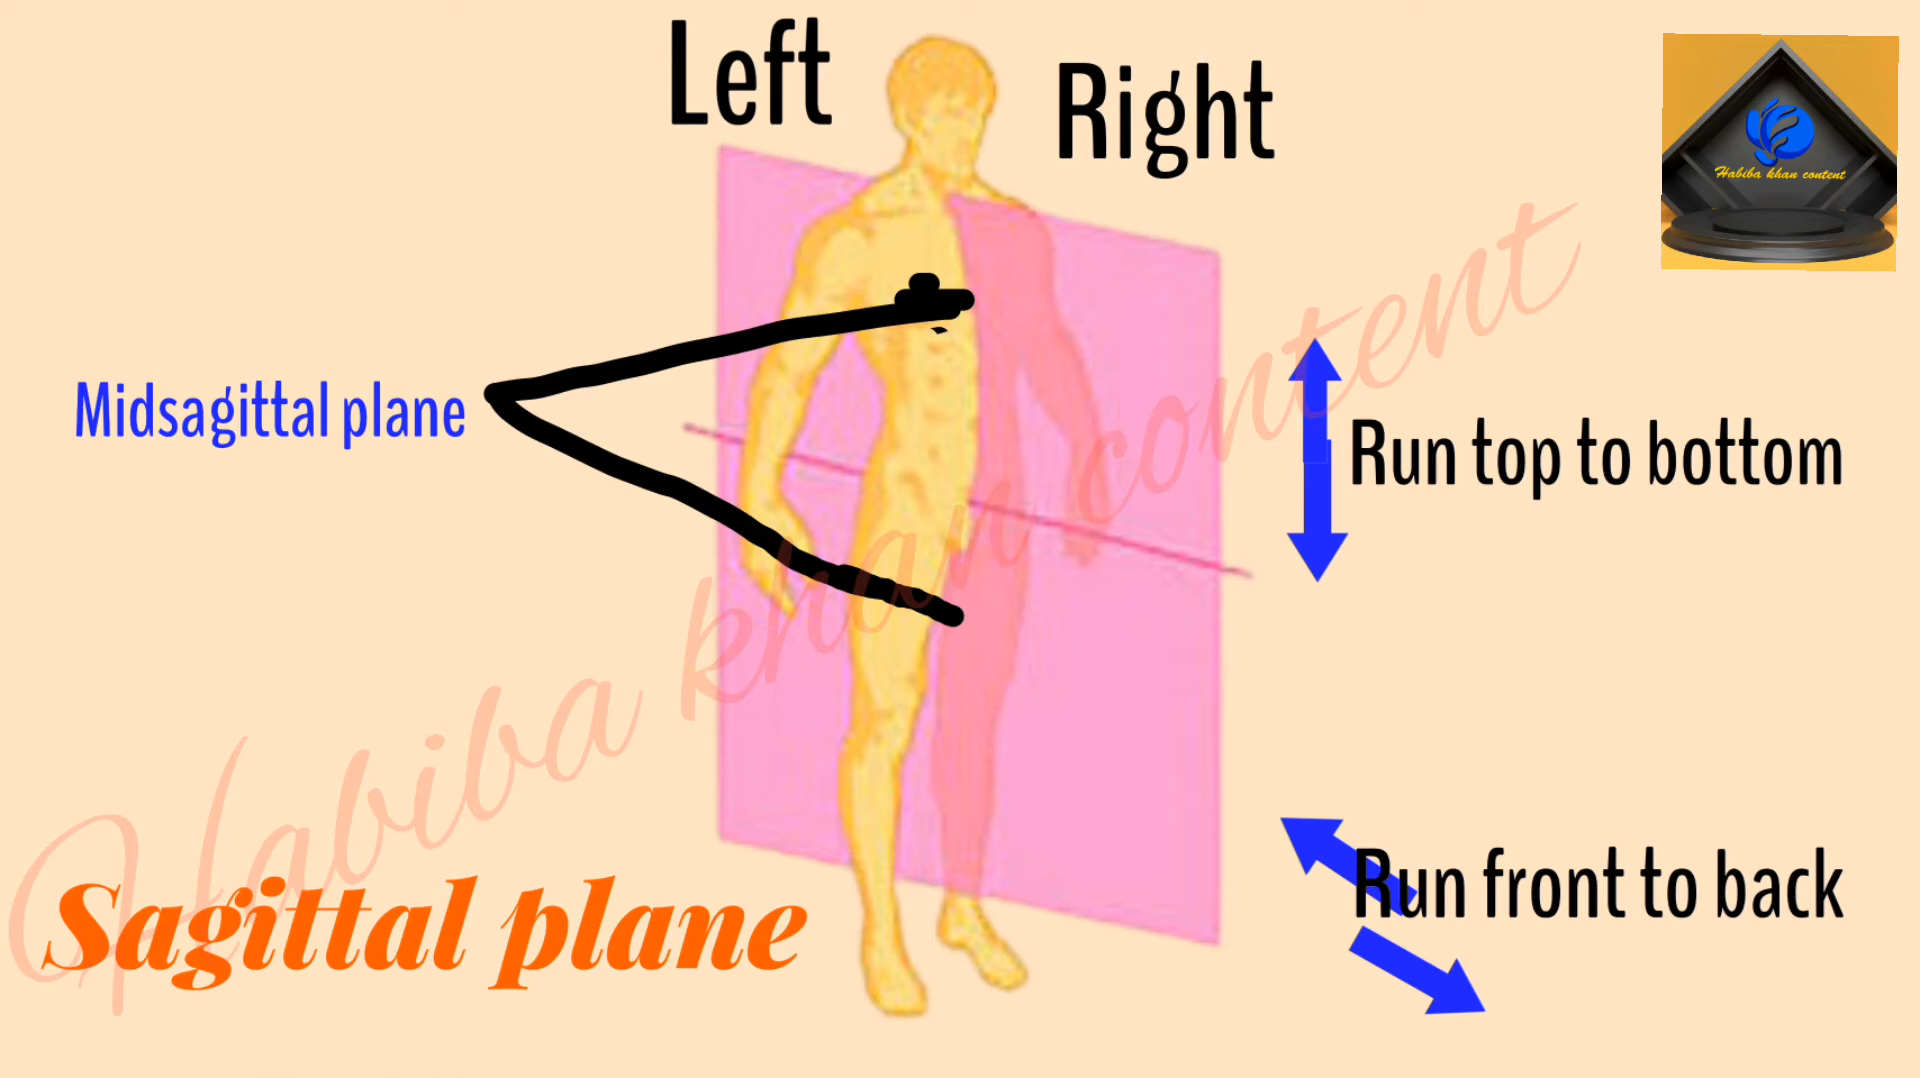 Left
Right
Habiba khan content
Midsagittal plane
Run top to bottom
Run front to back
Sagittal plane
Habiba khan content